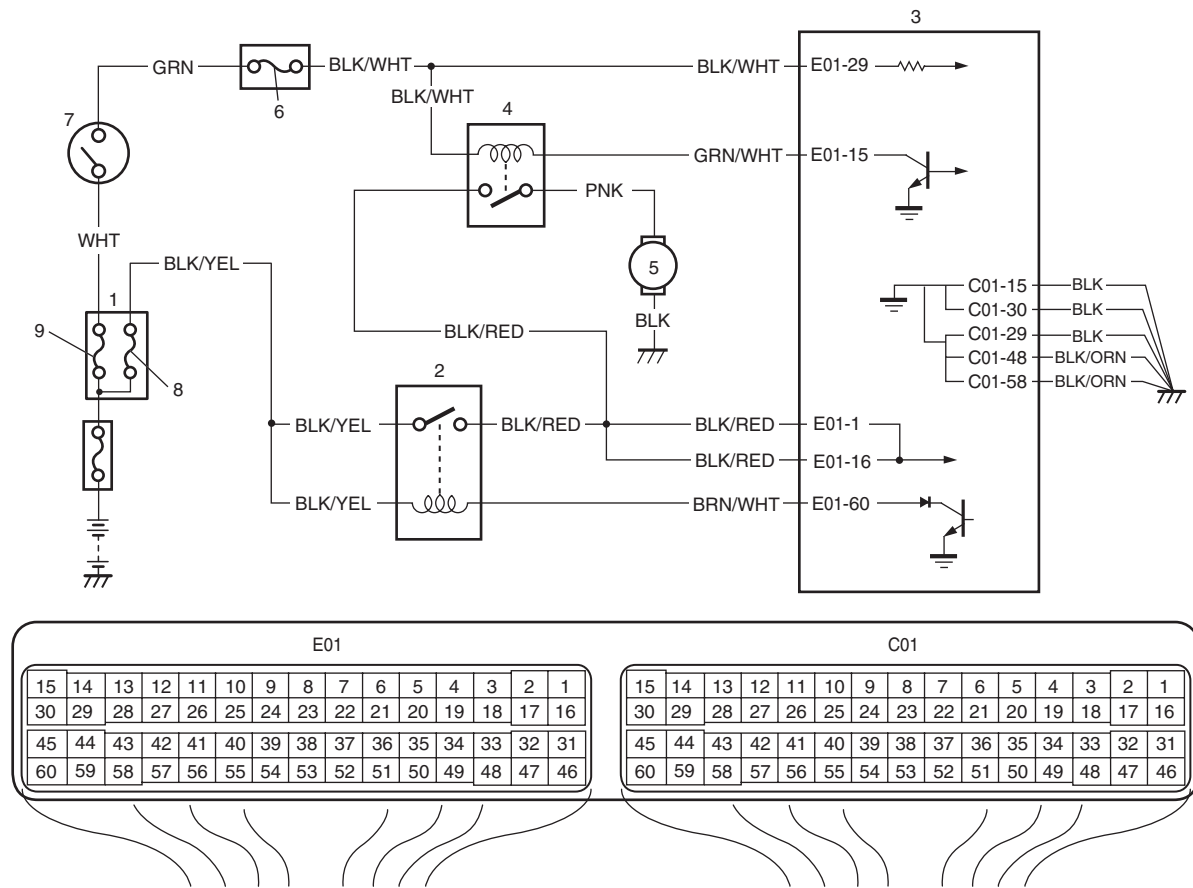 3
GRN
BLK/WHT
BLK/WHT
E01-29
6
BLK/WHT
4
7
GRN/WHT
E01-15
PNK
WHT
BLK/YEL
5
C01-15
BLK
1
C01-30
BLK
BLK
9
BLK/RED
C01-29
BLK
C01-48
BLK/ORN
2
8
C01-58
BLK/ORN
BLK/YEL
BLK/RED
BLK/RED
E01-1
BLK/RED
E01-16
BLK/YEL
BRN/WHT
E01-60
E01
C01
15 14 13 12 11 10 9 8 7 6 5 4 3 2 1
15 14 13 12 11 10 9 8 7 6 5 4 3 2 1
30 29 28 27 26 25 24 23 22 21 20 19 18 17 16
30 29 28 27 26 25 24 23 22 21 20 19 18 17 16
45 44 43 42 41 40 39 38 37 36 35 34 33 32 31
45 44 43 42 41 40 39 38 37 36 35 34 33 32 31
60 59 58 57 56 55 54 53 52 51 50 49 48 47 46
60 59 58 57 56 55 54 53 52 51 50 49 48 47 46